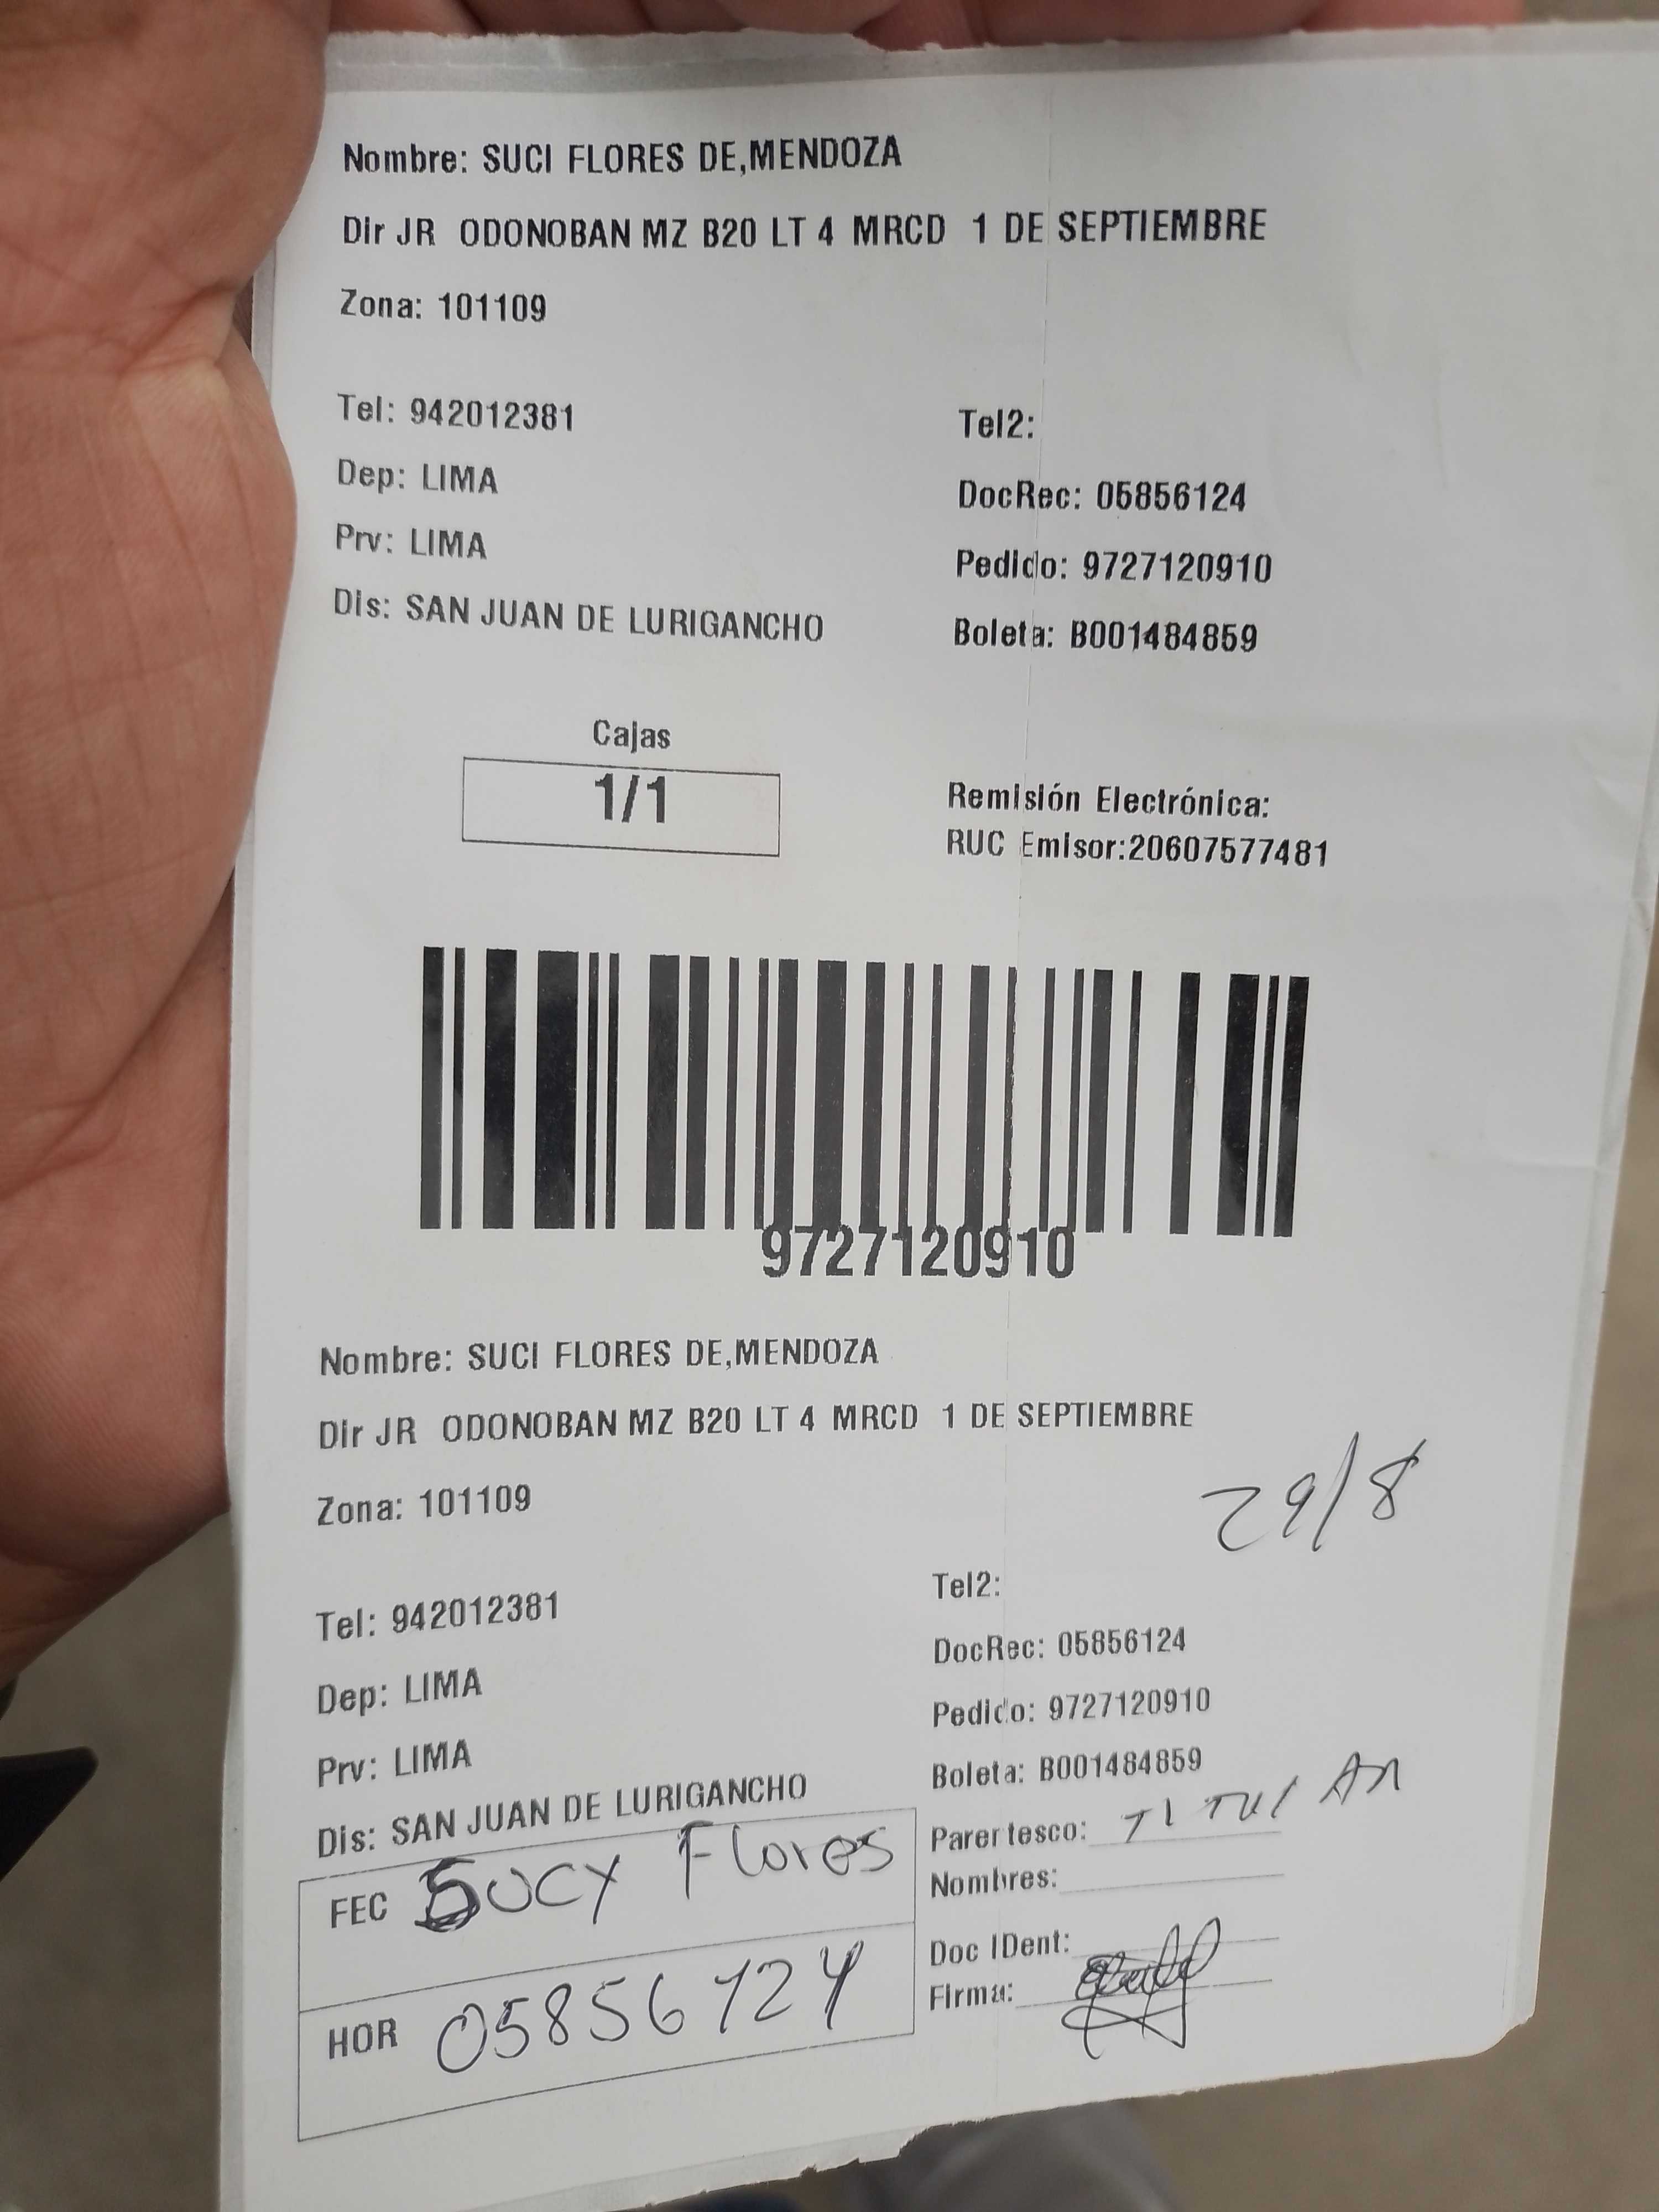 Nombre: SUCI FLORES DE,MENDOZA
Dir JR ODONOBAN MZ B20 LT 4 MRCD 1 DE SEPTIEMBRE
Zona: 101109
Tel: 942012381
Tel2:
Dep: LIMA
DocRec: 05856124
Prv: LIMA
Pedido: 9727120910
Dis: SAN JUAN DE LURIGANCHO
Boleta: B001484859
Cajas
1/1
Remisión Electrónica:
RUC Emisor:20607577481
9727120910
Nombre: SUCI FLORES DE,MENDOZA
Dir JR ODONOBAN MZ B20 LT 4 MRCD 1 DE SEPTIEMBRE
Zona: 101109
29/8
Tel: 942012381
Tel2:
Dep: LIMA
DocRec: 05856124
Prv: LIMA
Pedido: 9727120910
Dis: SAN JUAN DE LURIGANCHO
Boleta: B001484859
FEC SUCY Flores
HOR 05856124
Parertesco:
Nombres:
Doc IDent:
Firma: